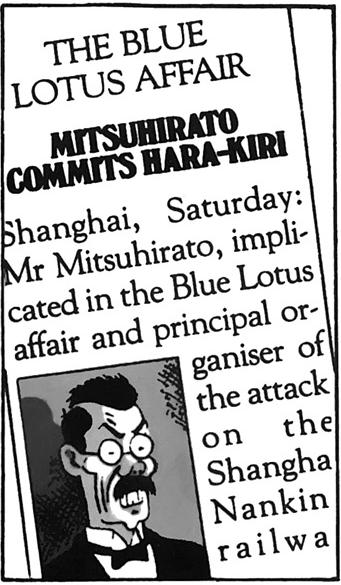 THE BLUE
LOTUS AFFAIR
MITSUHIRATO
COMMITS HARA-KIRI
Shanghai, Saturday:
Mr Mitsuhirato, impli-
cated in the Blue Lotus
affair and principal or-
ganiser of
the attack
on the
Shangha
Nankin
railwa